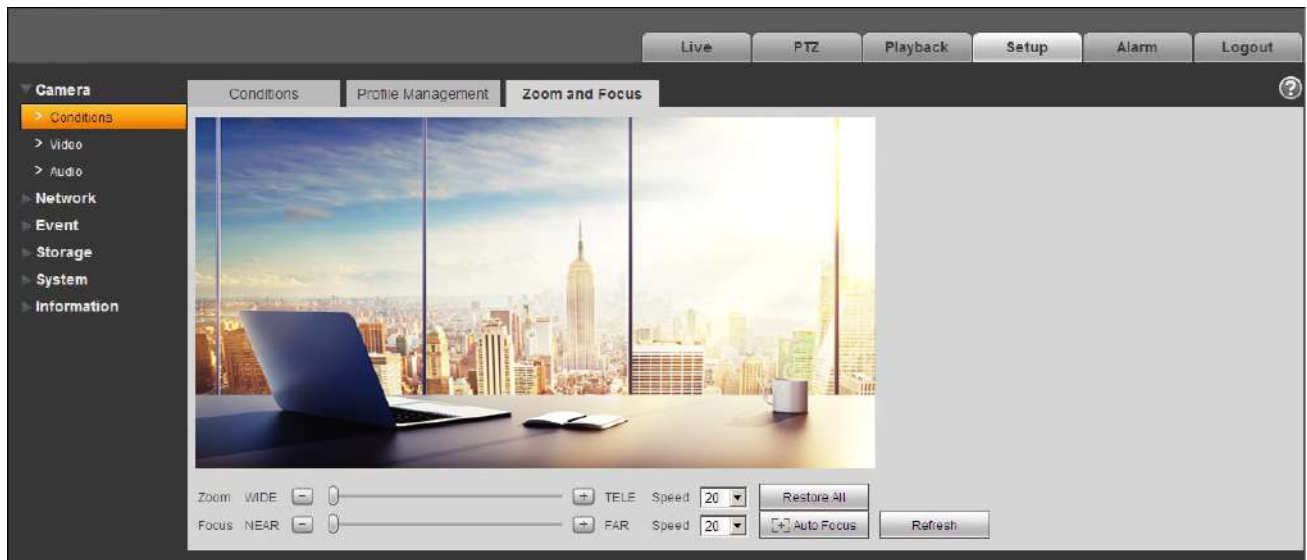 Live PTZ Playback Setup Alarm Logout
Camera
> Conditions
> Video
> Audio
Network
Event
Storage
System
Information
Conditions Profile Management Zoom and Focus ?
Zoom WIDE - + TELE Speed 20 Restore All
Focus NEAR - + FAR Speed 20 [+] Auto Focus Refresh